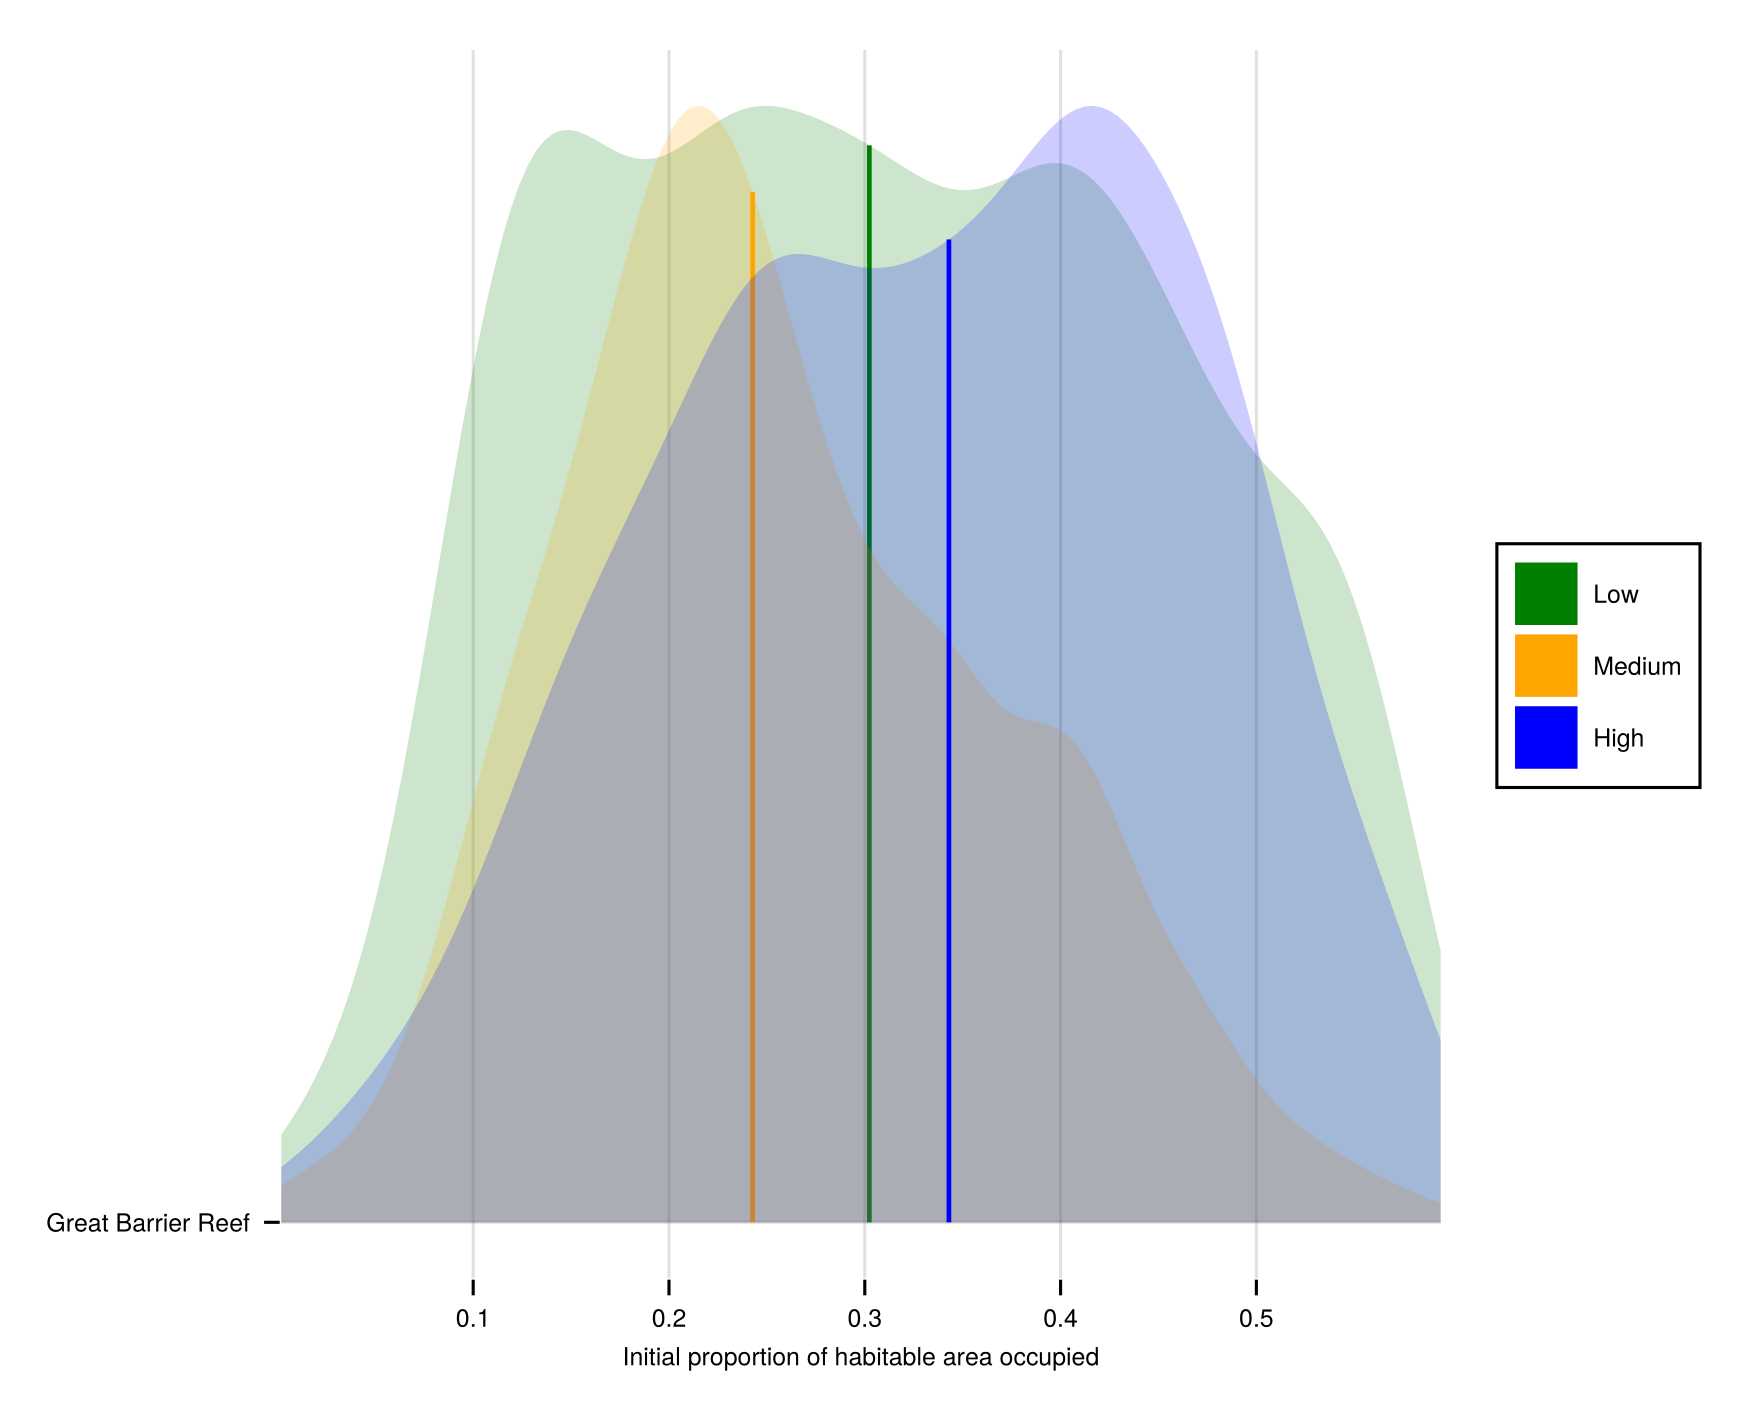 Low
Medium
High
Great Barrier Reef
0.1 0.2 0.3 0.4 0.5
Initial proportion of habitable area occupied